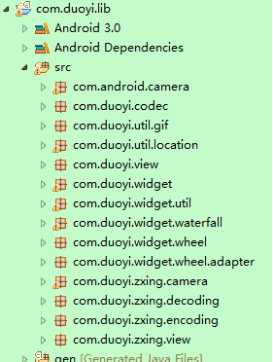 com.duoyi.lib
Android 3.0
Android Dependencies
src
com.android.camera
com.duoyi.codec
com.duoyi.util.gif
com.duoyi.util.location
com.duoyi.view
com.duoyi.widget
com.duoyi.widget.util
com.duoyi.widget.waterfall
com.duoyi.widget.wheel
com.duoyi.widget.wheel.adapter
com.duoyi.zxing.camera
com.duoyi.zxing.decoding
com.duoyi.zxing.encoding
com.duoyi.zxing.view
gen [Generated Java Files]